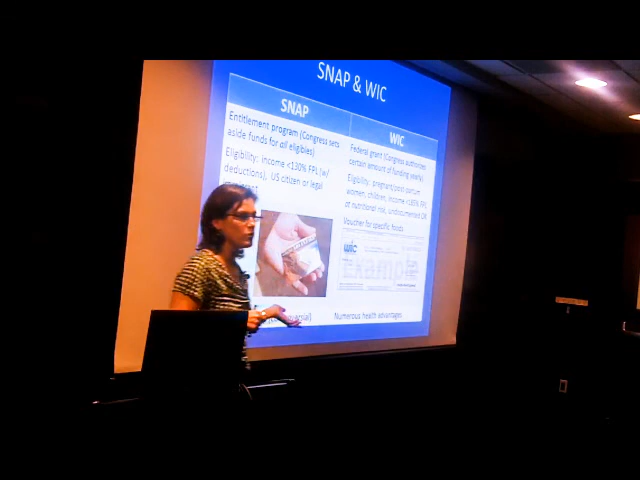 SNAP & WIC
SNAP
Entitlement program (Congress sets
aside funds for all eligibles)
Eligibility: income <130% FPL (w/
deductions), US citizen or legal
WIC
Federal grant (Congress authorizes
certain amount of funding yearly)
Eligibility: pregnant/post-partum
women, children, income <185% FPL
at nutritional risk, undocumented OK
Voucher for specific foods
WIC
Example
Numerous health advantages